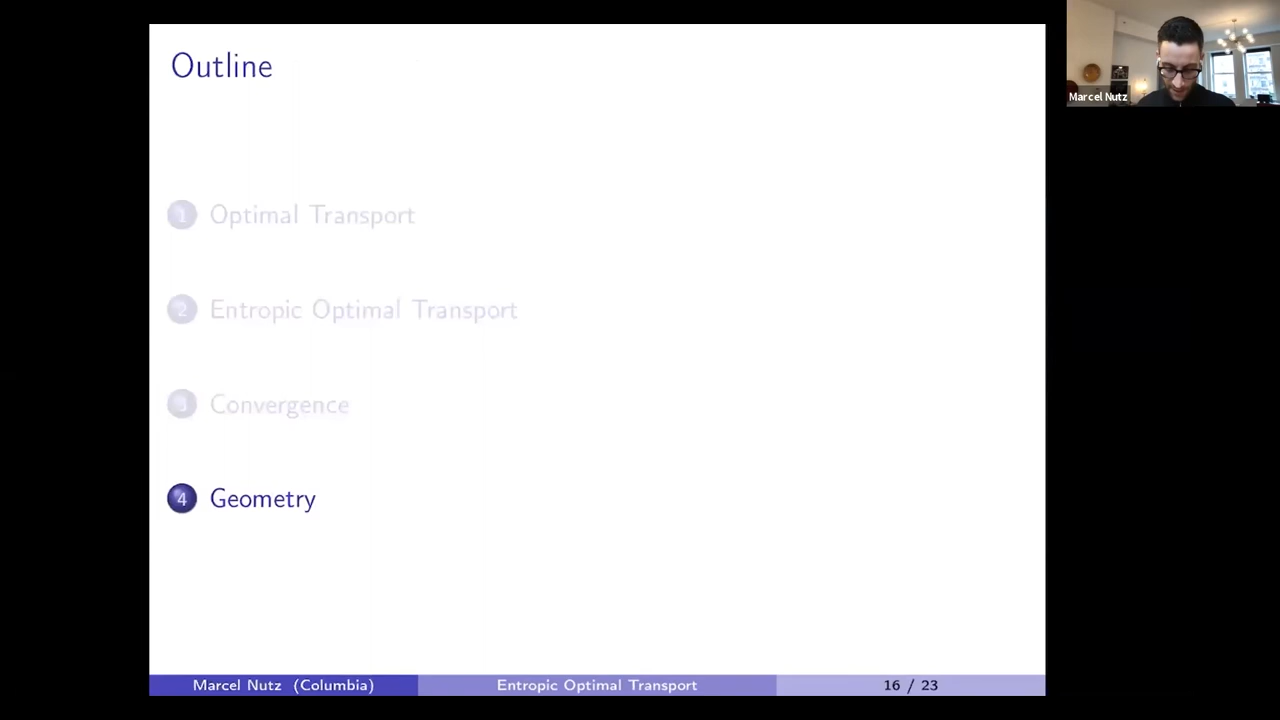 Outline
1 Optimal Transport
2 Entropic Optimal Transport
3 Convergence
4 Geometry
Marcel Nutz (Columbia) Entropic Optimal Transport 16 / 23
Marcel Nutz